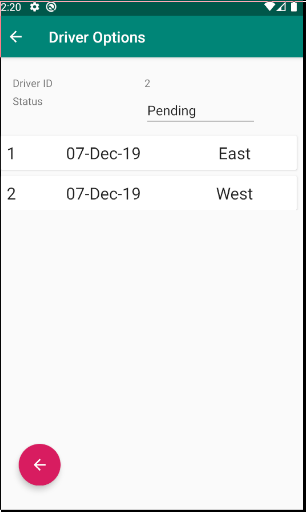 2:20
Driver Options
Driver ID 2
Status
Pending
1 07-Dec-19 East
2 07-Dec-19 West